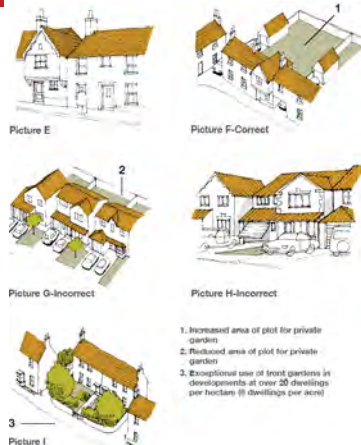 1
Picture E
Picture F-Correct
2
Picture G-Incorrect
Picture H-Incorrect
3
Picture I
1. Increased area of plot for private
garden
2. Reduced area of plot for private
garden
3. Exceptional use of front gardens in
developments at over 20 dwellings
per hectare (8 dwellings per acre)